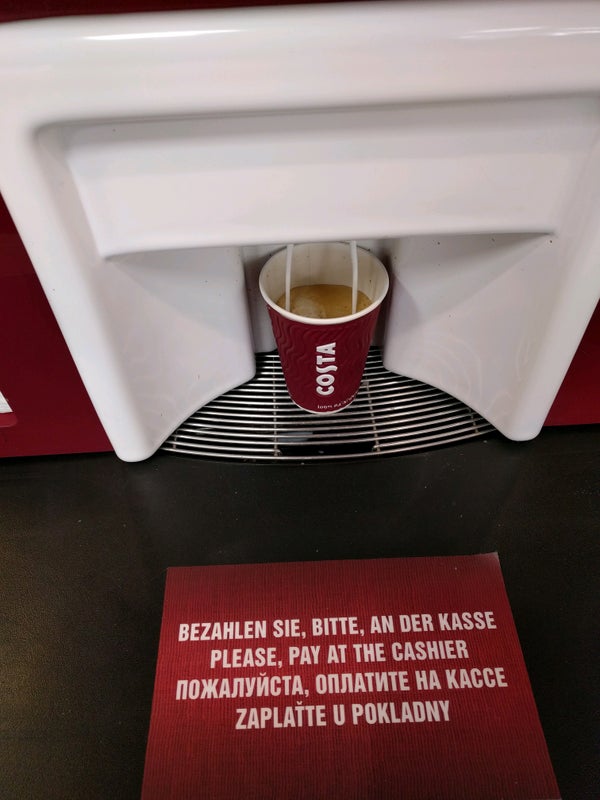 COSTA
BEZAHLEN SIE, BITTE, AN DER KASSE
PLEASE, PAY AT THE CASHIER
ПОЖАЛУЙСТА, ОПЛАТИТЕ НА КАССЕ
ZAPLAŤTE U POKLADNY